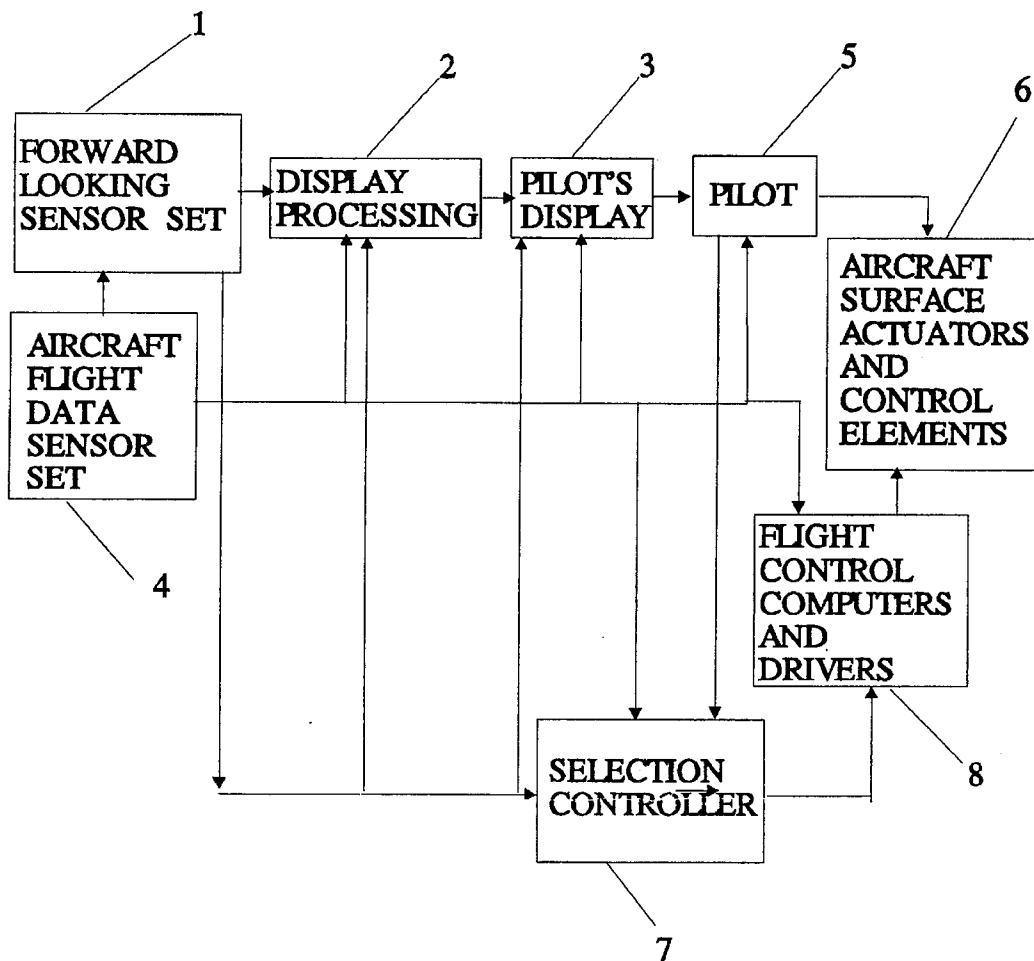 1
2
3
5
6
FORWARD
LOOKING
SENSOR SET
DISPLAY
PROCESSING
PILOT'S
DISPLAY
PILOT
AIRCRAFT
SURFACE
ACTUATORS
AND
CONTROL
ELEMENTS
AIRCRAFT
FLIGHT
DATA
SENSOR
SET
4
FLIGHT
CONTROL
COMPUTERS
AND
DRIVERS
8
SELECTION
CONTROLLER
7